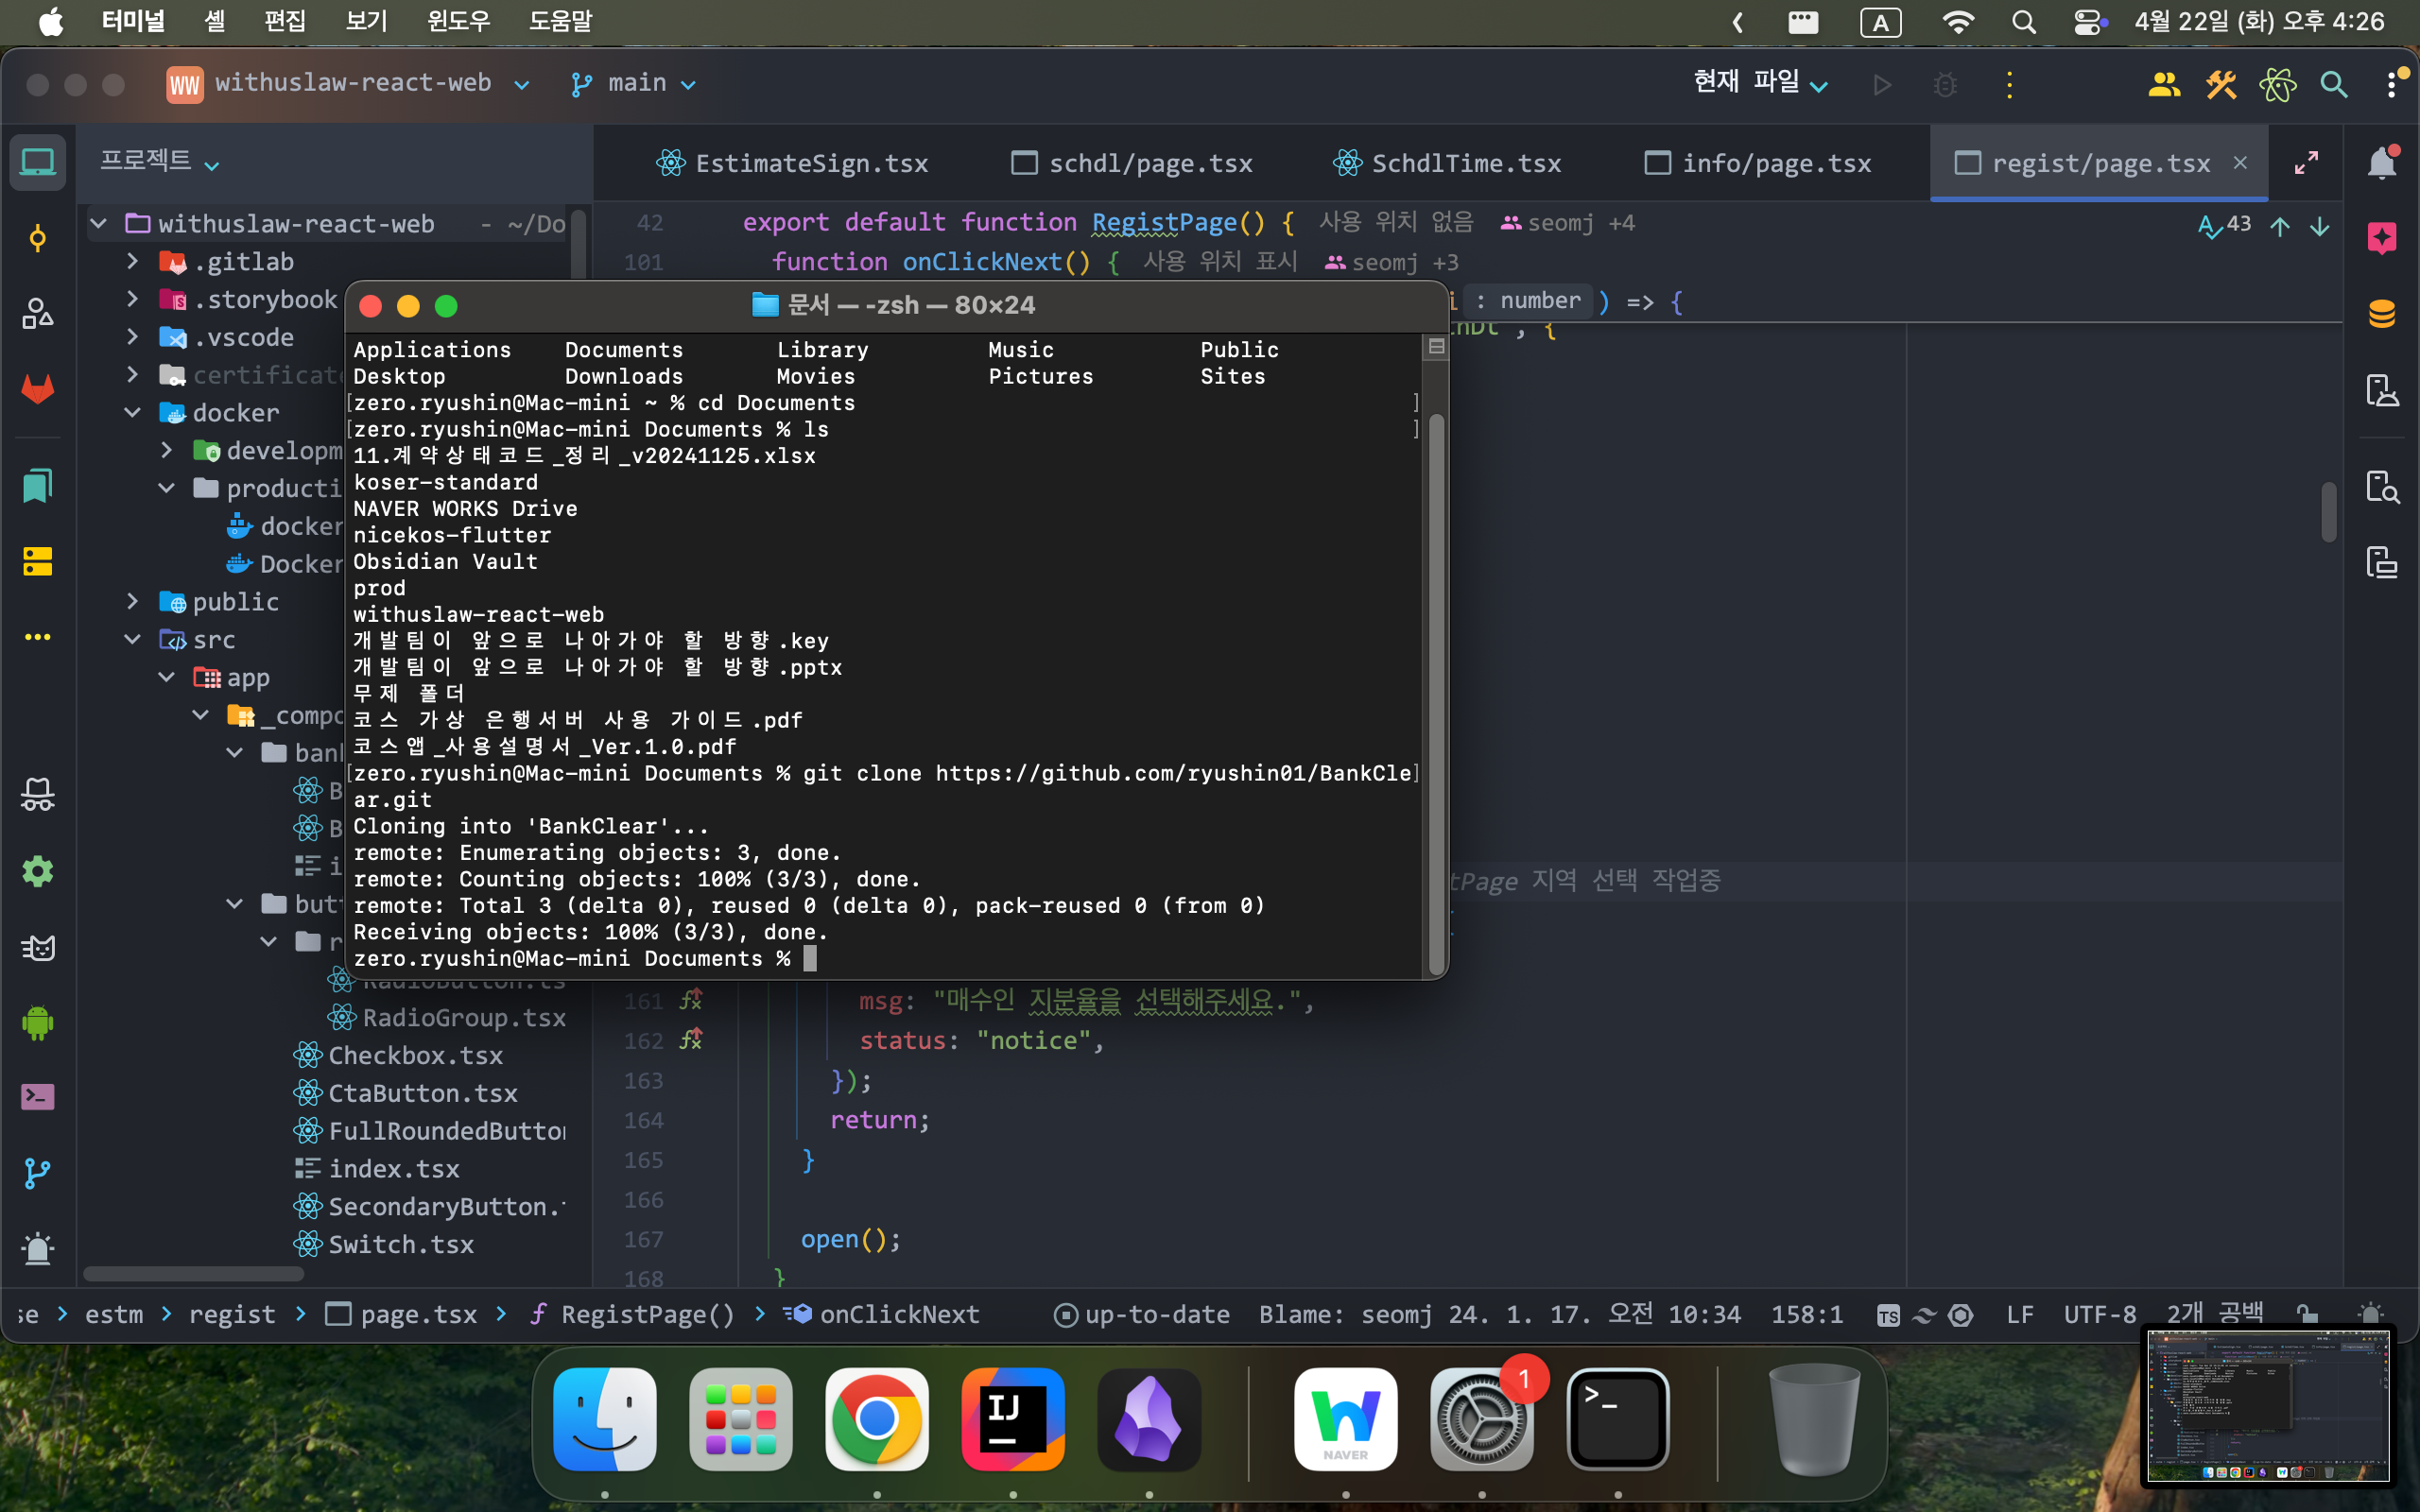 터미널 셸 편집 보기 윈도우 도움말 A 4월 22일 (화) 오후 4:26
WW withuslaw-react-web main 현재 파일
프로젝트 EstimateSign.tsx schdl/page.tsx SchdlTime.tsx info/page.tsx regist/page.tsx ×
withuslaw-react-web - ~/Do
.gitlab
.storybook
.vscode
certificate
docker
developm
producti
docker
Docker
public
src
app
_compo
bank
B
B
i
butt
r
RadioButton.ts
RadioGroup.tsx
Checkbox.tsx
CtaButton.tsx
FullRoundedButton
index.tsx
SecondaryButton.
Switch.tsx
42 export default function RegistPage() { 사용 위치 없음 seomj +4 43
101 function onClickNext() { 사용 위치 표시 seomj +3
: number ) => {
", {
문서 — -zsh — 80×24
Applications Documents Library Music Public
Desktop Downloads Movies Pictures Sites
[zero.ryushin@Mac-mini ~ % cd Documents ]
[zero.ryushin@Mac-mini Documents % ls ]
11.계약상태코드_정리_v20241125.xlsx
koser-standard
NAVER WORKS Drive
nicekos-flutter
Obsidian Vault
prod
withuslaw-react-web
개발팀이 앞으로 나아가야 할 방향.key
개발팀이 앞으로 나아가야 할 방향.pptx
무제 폴더
코스 가상 은행서버 사용 가이드.pdf
코스앱_사용설명서_Ver.1.0.pdf
[zero.ryushin@Mac-mini Documents % git clone https://github.com/ryushin01/BankCle]
ar.git
Cloning into 'BankClear'...
remote: Enumerating objects: 3, done.
remote: Counting objects: 100% (3/3), done.
remote: Total 3 (delta 0), reused 0 (delta 0), pack-reused 0 (from 0)
Receiving objects: 100% (3/3), done.
zero.ryushin@Mac-mini Documents %
tPage 지역 선택 작업중
161 msg: "매수인 지분율을 선택해주세요.",
162 status: "notice",
163 });
164 return;
165 }
166
167 open();
168 }
se > estm > regist > page.tsx > RegistPage() > onClickNext up-to-date Blame: seomj 24. 1. 17. 오전 10:34 158:1 TS LF UTF-8 2개 공백
IJ NAVER 1 >_